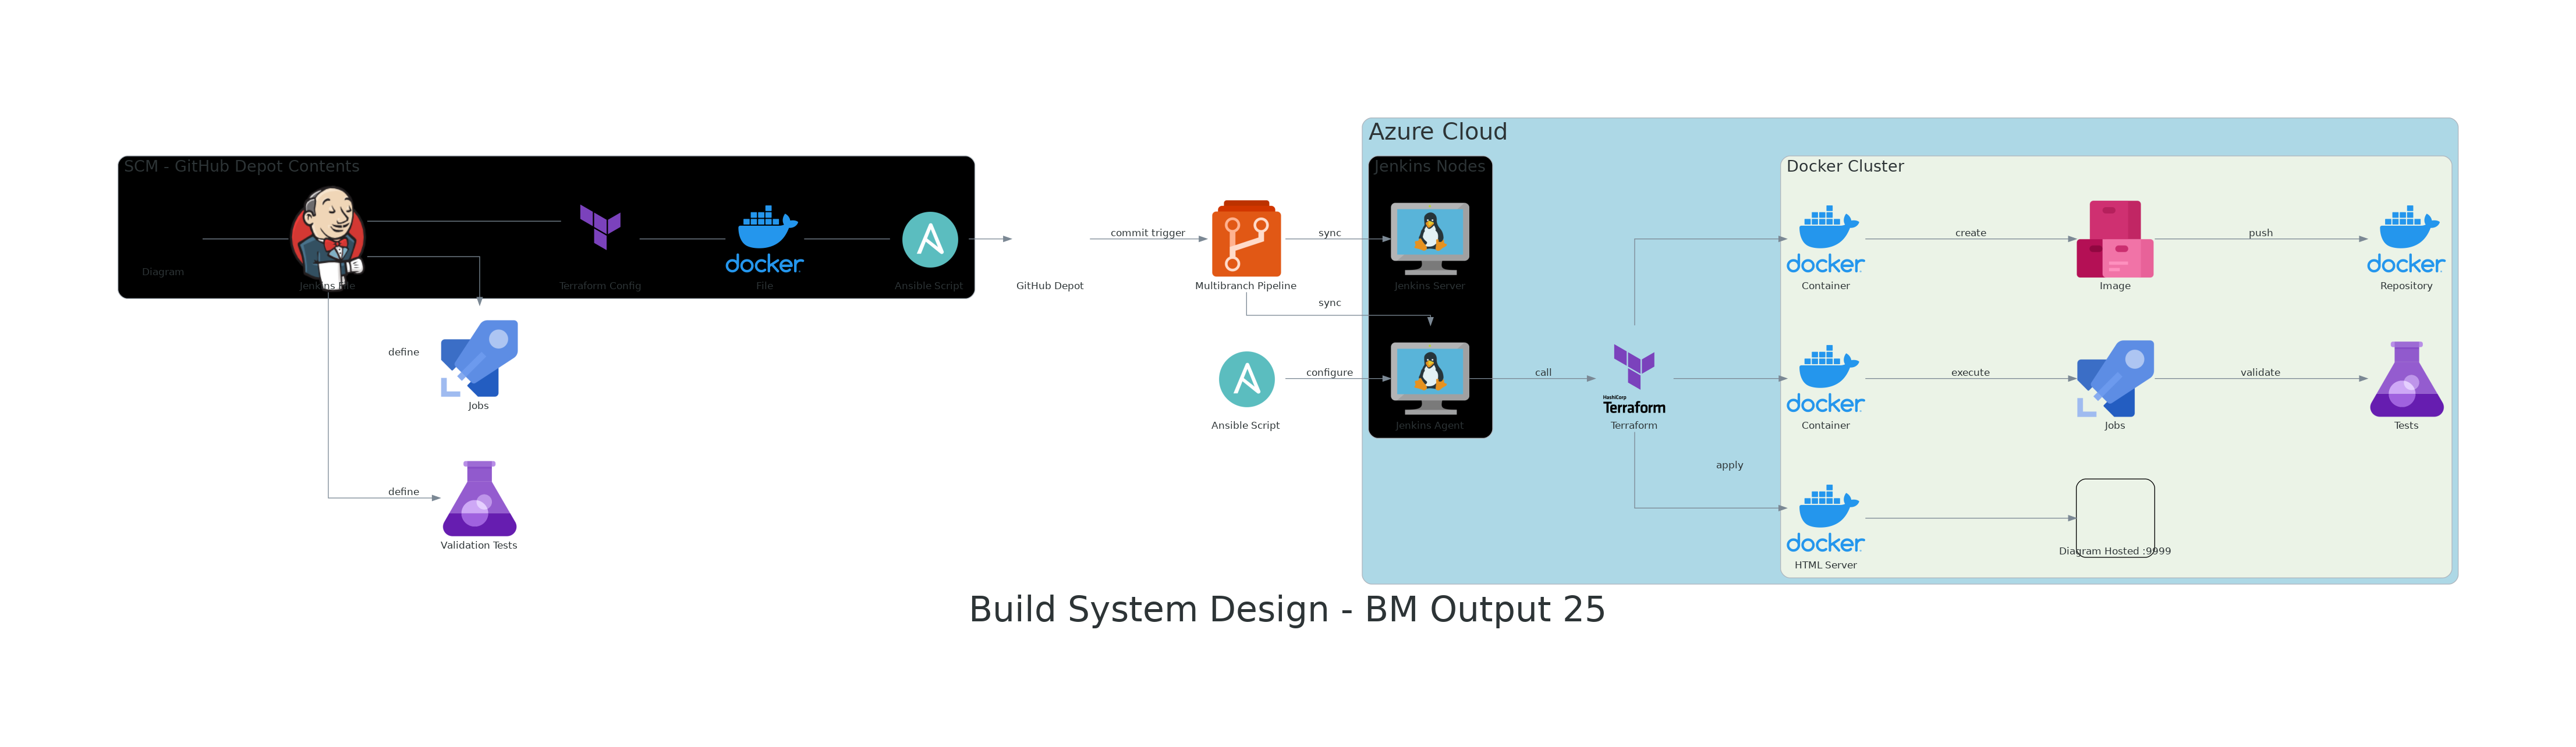 Azure Cloud
SCM - GitHub Depot Contents
Jenkins Nodes
Docker Cluster
commit trigger
sync
create
push
docker
docker
docker
Diagram
Jenkins File
Terraform Config
File
Ansible Script
GitHub Depot
Multibranch Pipeline
Jenkins Server
Container
Image
Repository
sync
define
Jobs
configure
call
execute
validate
HashiCorp
Terraform
docker
Ansible Script
Jenkins Agent
Terraform
Container
Jobs
Tests
apply
define
Validation Tests
docker
Diagram Hosted :9999
HTML Server
Build System Design - BM Output 25